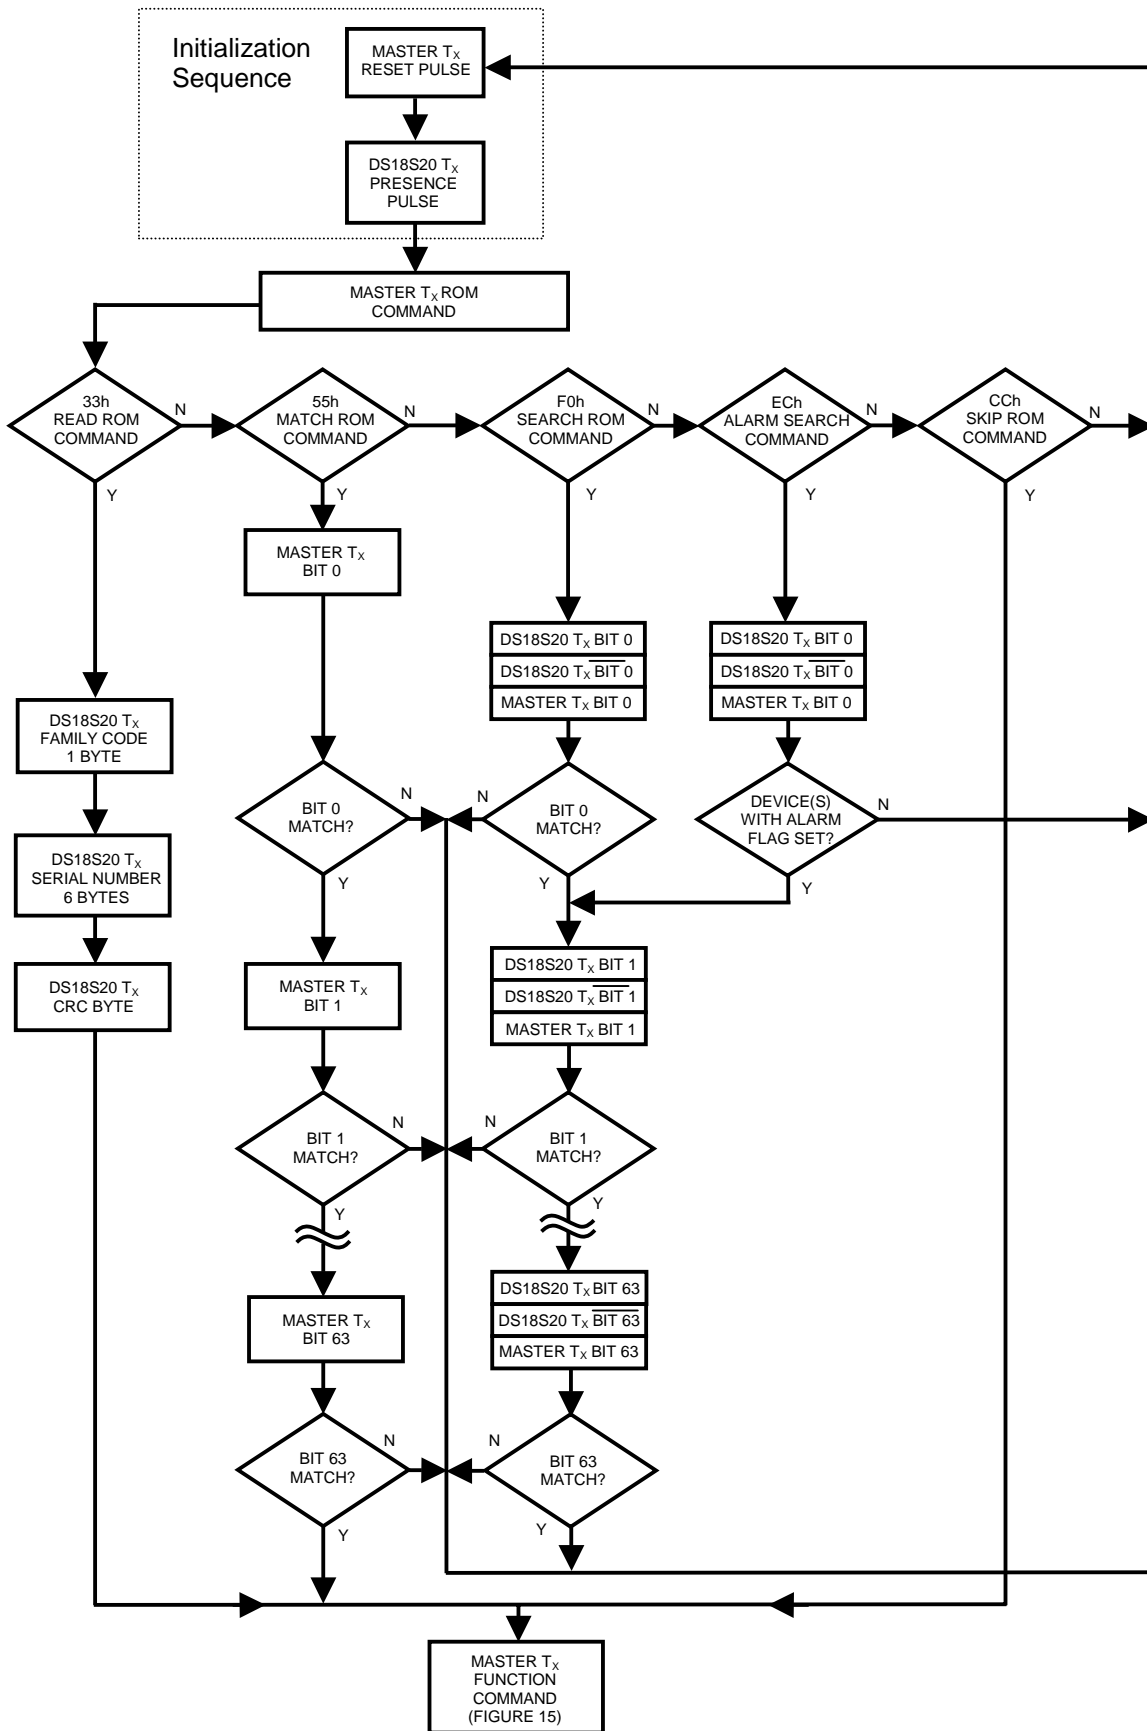 Initialization
Sequence
MASTER TX
RESET PULSE
DS18S20 TX
PRESENCE
PULSE
MASTER TX ROM
COMMAND
33h
READ ROM
COMMAND
N
Y
55h
MATCH ROM
COMMAND
N
Y
F0h
SEARCH ROM
COMMAND
N
Y
ECh
ALARM SEARCH
COMMAND
N
Y
CCh
SKIP ROM
COMMAND
N
Y
MASTER TX
BIT 0
DS18S20 TX BIT 0
DS18S20 TX BIT 0
MASTER TX BIT 0
DS18S20 TX BIT 0
DS18S20 TX BIT 0
MASTER TX BIT 0
DS18S20 TX
FAMILY CODE
1 BYTE
DS18S20 TX
SERIAL NUMBER
6 BYTES
DS18S20 TX
CRC BYTE
BIT 0
MATCH?
N
Y
N
BIT 0
MATCH?
Y
DEVICE(S)
WITH ALARM
FLAG SET?
N
Y
MASTER TX
BIT 1
DS18S20 TX BIT 1
DS18S20 TX BIT 1
MASTER TX BIT 1
BIT 1
MATCH?
N
Y
N
BIT 1
MATCH?
Y
MASTER TX
BIT 63
DS18S20 TX BIT 63
DS18S20 TX BIT 63
MASTER TX BIT 63
BIT 63
MATCH?
N
Y
N
BIT 63
MATCH?
Y
MASTER TX
FUNCTION
COMMAND
(FIGURE 15)